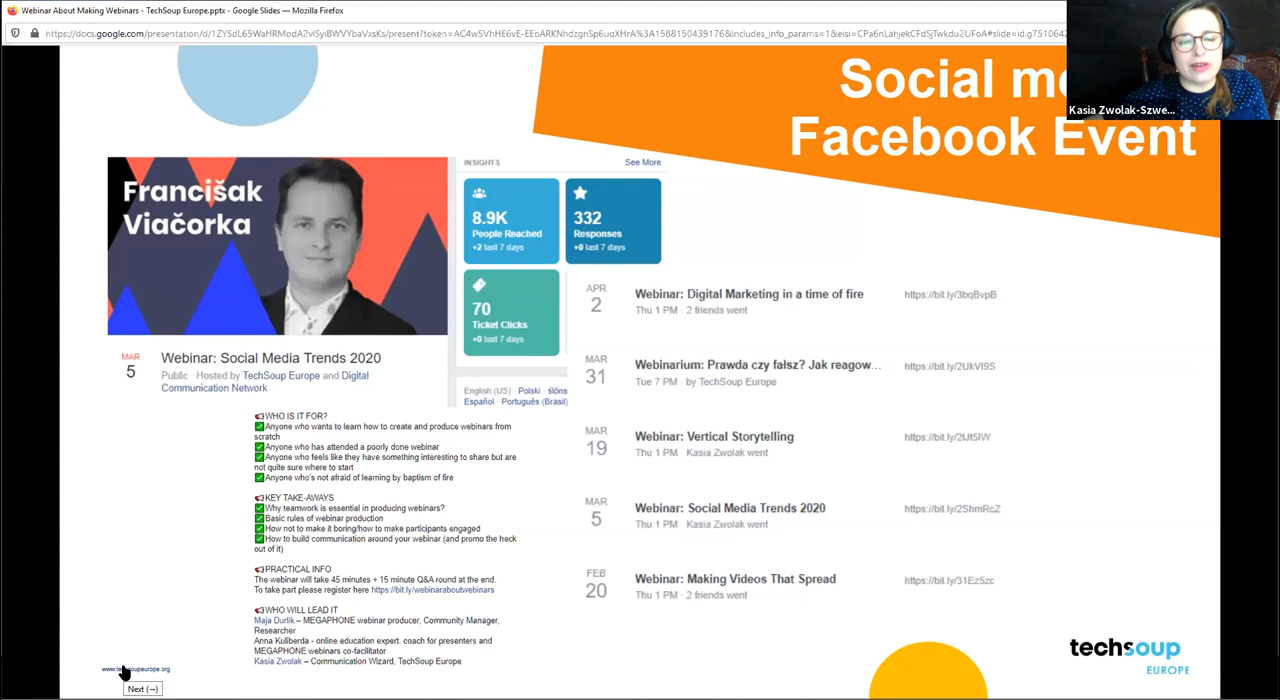 Webinar About Making Webinars - TechSoup Europe.pptx - Google Slides — Mozilla Firefox
Kasia Zwolak-Szwe...
Social
Facebook Event
Franciśak
Viačorka
INSIGHTS
See More
8.9K
People Reached
+2 last 7 days
332
Responses
+0 last 7 days
70
Ticket Clicks
+0 last 7 days
English (US) · Polski ·
Español · Português (Brasil)
MAR
5
Webinar: Social Media Trends 2020
Public · Hosted by TechSoup Europe and Digital
Communication Network
WHO IS IT FOR?
Anyone who wants to learn how to create and produce webinars from
scratch
Anyone who has attended a poorly done webinar
Anyone who feels like they have something interesting to share but are
not quite sure where to start
Anyone who's not afraid of learning by baptism of fire
KEY TAKE-AWAYS
Why teamwork is essential in producing webinars?
Basic rules of webinar production
How not to make it boring/how to make participants engaged
How to build communication around your webinar (and promo the heck
out of it)
PRACTICAL INFO
The webinar will take 45 minutes + 15 minute Q&A round at the end.
To take part please register here https://bit.ly/webinaraboutwebinars
WHO WILL LEAD IT
Maja Durlik – MEGAPHONE webinar producer, Community Manager,
Researcher
Anna Kuliberda - online education expert, coach for presenters and
MEGAPHONE webinars co-facilitator
Kasia Zwolak – Communication Wizard, TechSoup Europe
APR
2
Webinar: Digital Marketing in a time of fire
Thu 1 PM · 2 friends went
https://bit.ly/3bqBvpB
MAR
31
Webinarium: Prawda czy fałsz? Jak reagow...
Tue 7 PM · by TechSoup Europe
https://bit.ly/2UkVI9S
MAR
19
Webinar: Vertical Storytelling
Thu 1 PM · Kasia Zwolak went
MAR
5
Webinar: Social Media Trends 2020
Thu 1 PM · Kasia Zwolak went
https://bit.ly/2ShmRcZ
FEB
20
Webinar: Making Videos That Spread
Thu 1 PM · 2 friends went
https://bit.ly/31Ez5zc
techsoup
EUROPE
Next (→)